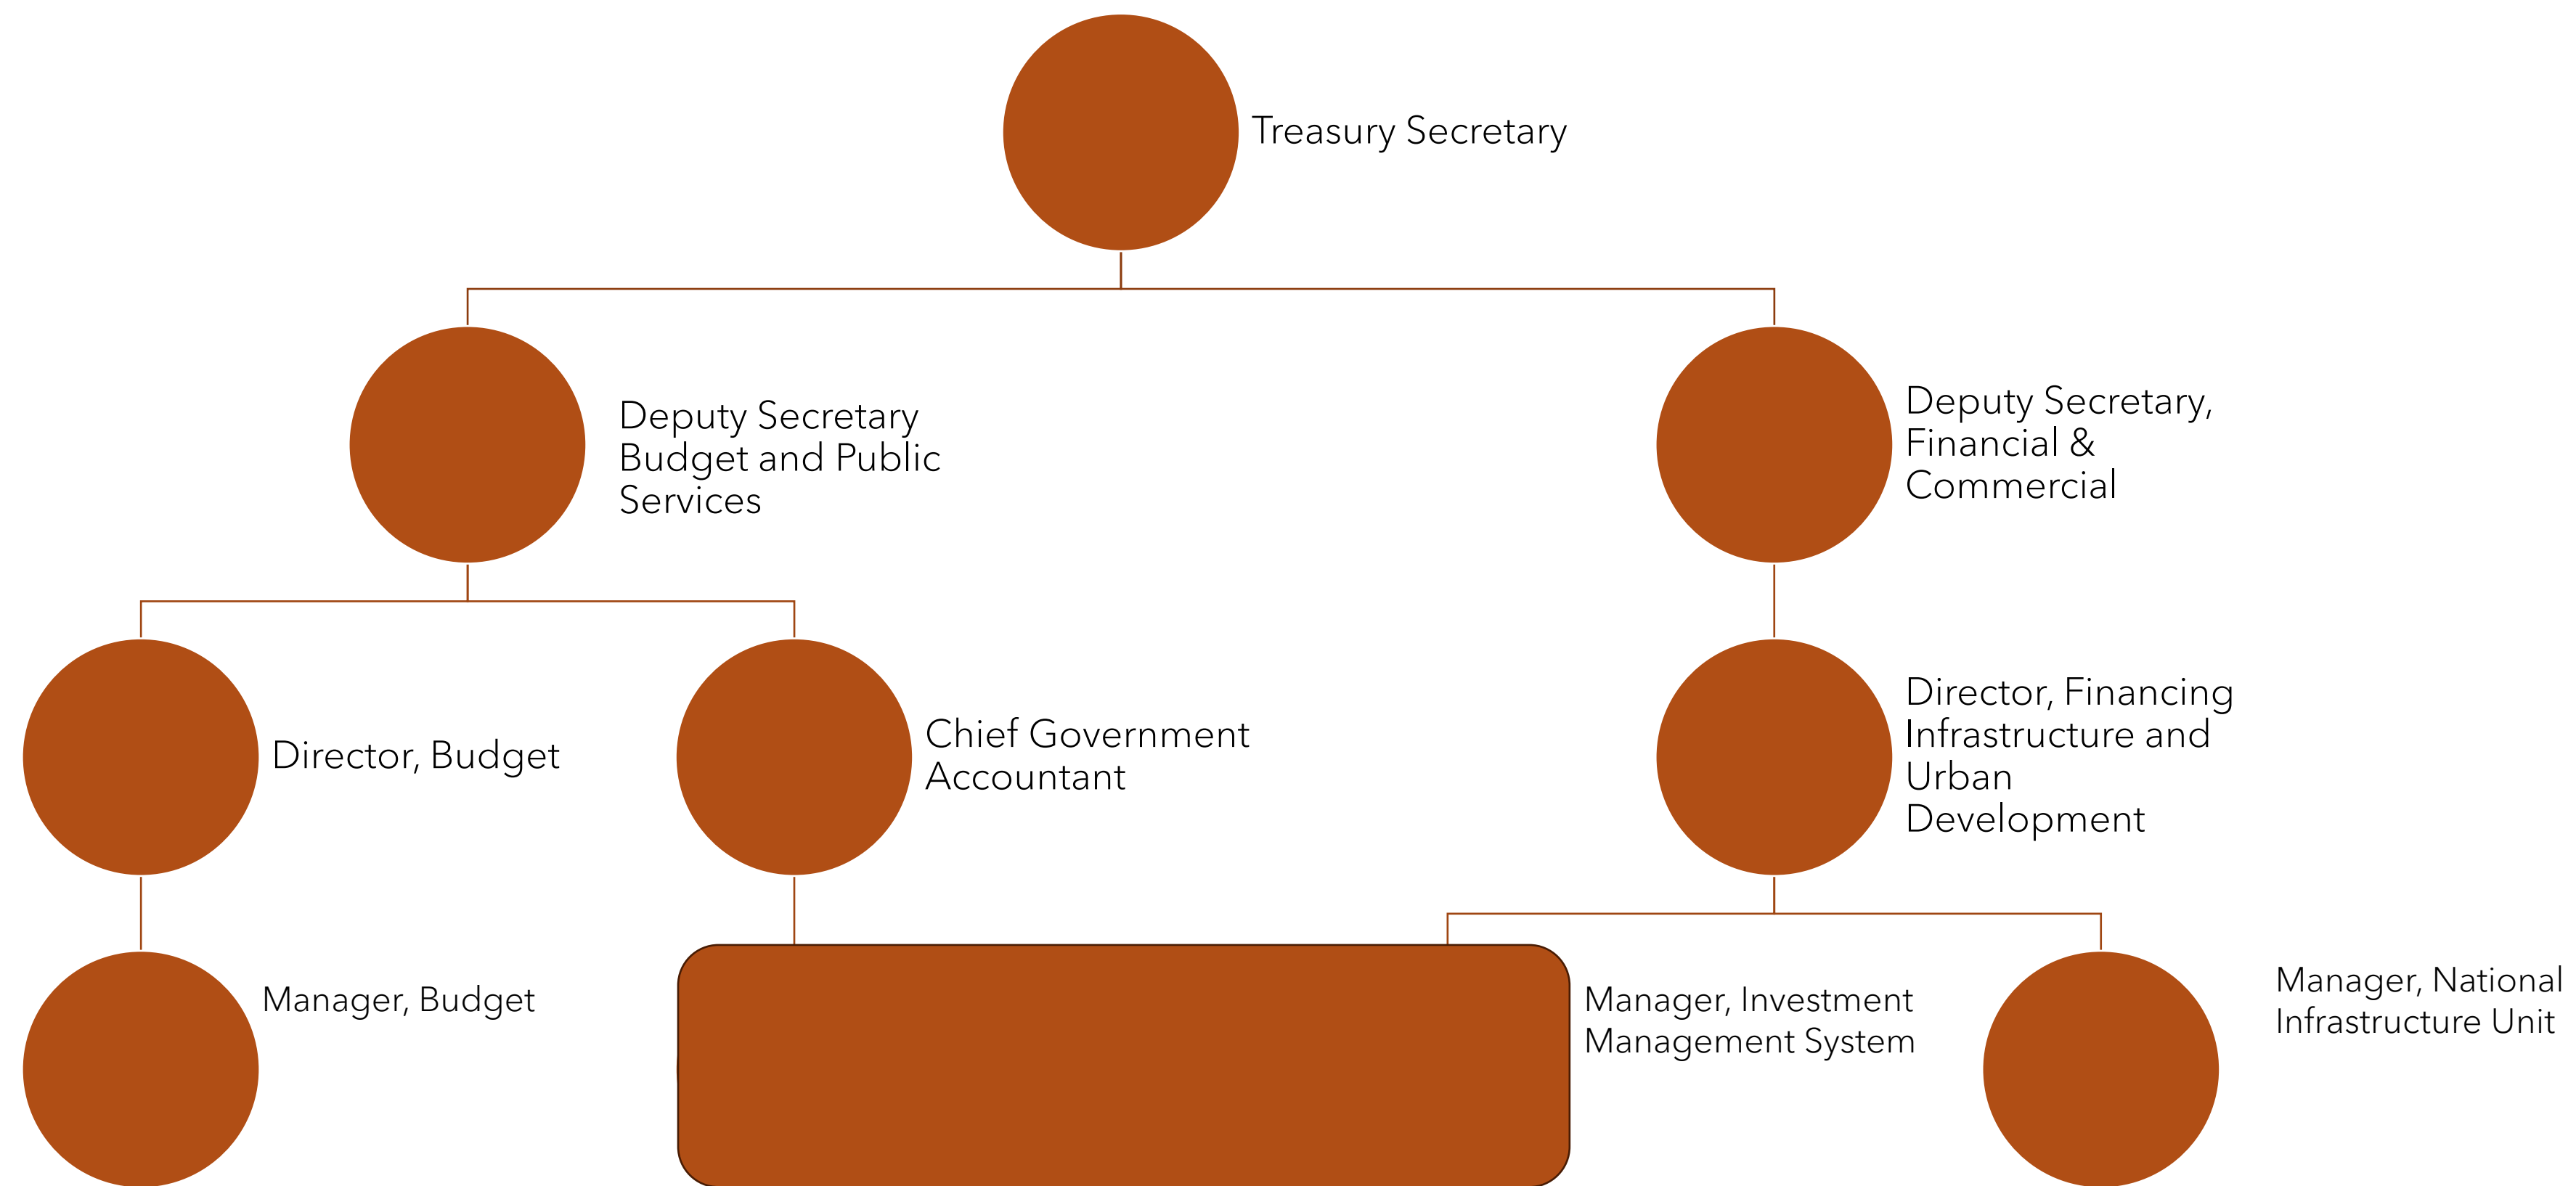 Treasury Secretary
Deputy Secretary
Budget and Public
Services
Deputy Secretary,
Financial &
Commercial
Director, Budget
Chief Government
Accountant
Director, Financing
Infrastructure and
Urban
Development
Manager, Budget
Manager, Investment
Management System
Manager, National
Infrastructure Unit